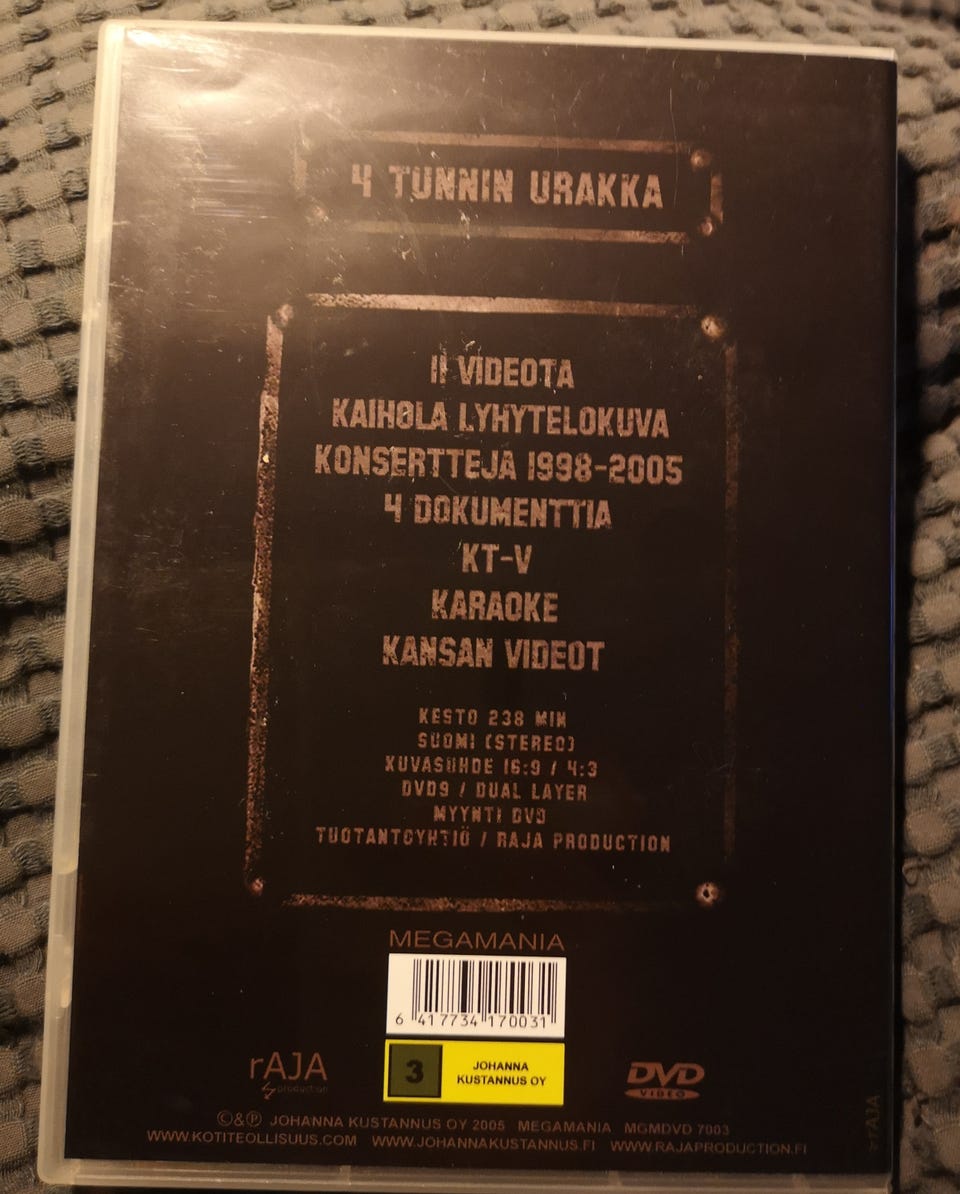 4 TUNNIN URAKKA
11 VIDEOTA
KAIHOLA LYHYTELOKUVA
KONSERTTEJA 1998-2005
4 DOKUMENTTIA
KT-V
KARAOKE
KANSAN VIDEOT
KESTO 238 MIN
SUOMI (STEREO)
KUVASUHDE 16:9 / 4:3
DVD9 / DUAL LAYER
MYYNTI DVD
TUOTANTOYHTIÖ / RAJA PRODUCTION
MEGAMANIA
6 417734 170031
3 JOHANNA
KUSTANNUS OY
rAJA
production
DVD
VIDEO
©&℗ JOHANNA KUSTANNUS OY 2005 MEGAMANIA MGMDVD 7003
WWW.KOTITEOLLISUUS.COM WWW.JOHANNAKUSTANNUS.FI WWW.RAJAPRODUCTION.FI
rAJA